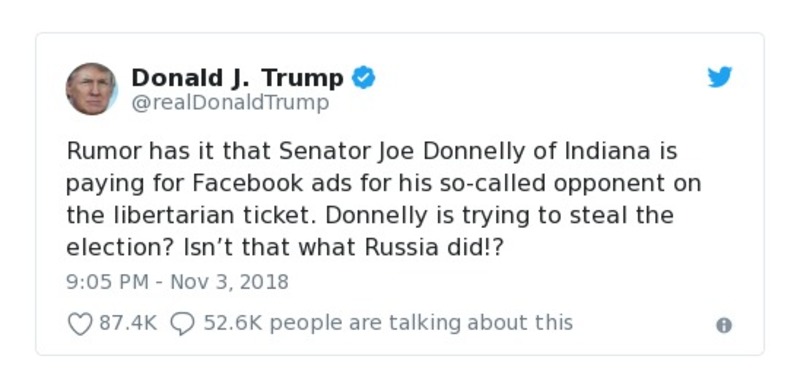 Donald J. Trump
@realDonaldTrump
Rumor has it that Senator Joe Donnelly of Indiana is
paying for Facebook ads for his so-called opponent on
the libertarian ticket. Donnelly is trying to steal the
election? Isn’t that what Russia did!?
9:05 PM - Nov 3, 2018
87.4K 52.6K people are talking about this